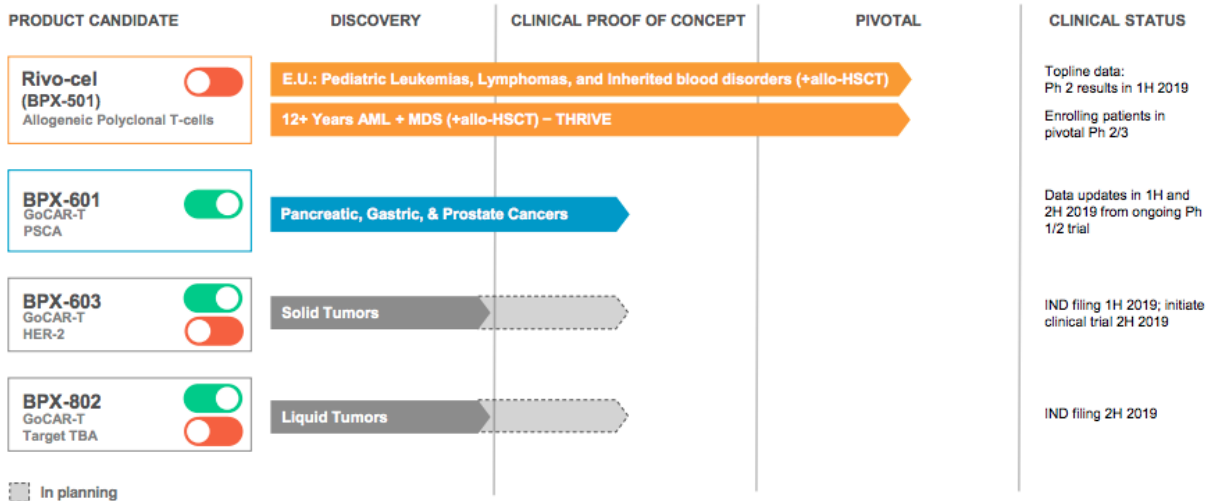 PRODUCT CANDIDATE DISCOVERY CLINICAL PROOF OF CONCEPT PIVOTAL CLINICAL STATUS
Rivo-cel
(BPX-501)
Allogeneic Polyclonal T-cells
E.U.: Pediatric Leukemias, Lymphomas, and Inherited blood disorders (+allo-HSCT)
Topline data:
Ph 2 results in 1H 2019
12+ Years AML + MDS (+allo-HSCT) – THRIVE
Enrolling patients in
pivotal Ph 2/3
BPX-601
GoCAR-T
PSCA
Pancreatic, Gastric, & Prostate Cancers
Data updates in 1H and
2H 2019 from ongoing Ph
1/2 trial
BPX-603
GoCAR-T
HER-2
Solid Tumors
IND filing 1H 2019; initiate
clinical trial 2H 2019
BPX-802
GoCAR-T
Target TBA
Liquid Tumors
IND filing 2H 2019
In planning